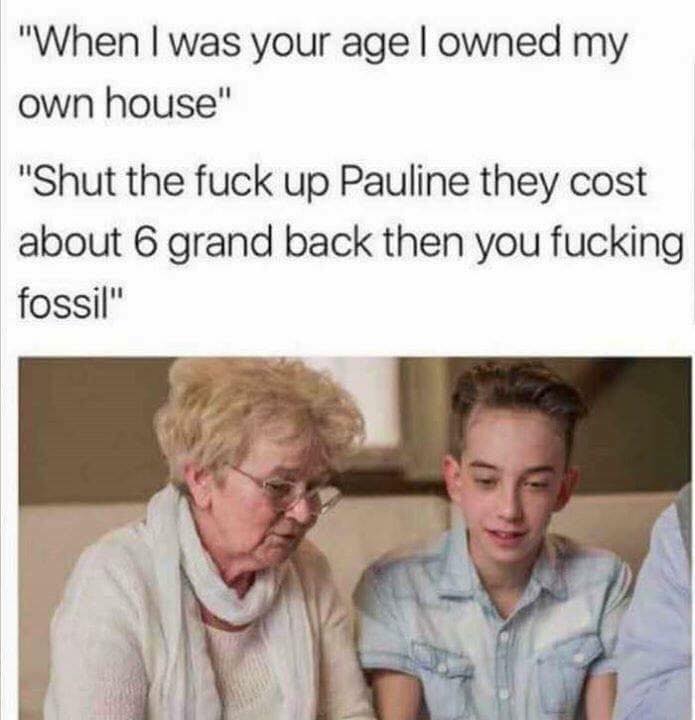 "When I was your age I owned my
own house"
"Shut the fuck up Pauline they cost
about 6 grand back then you fucking
fossil"